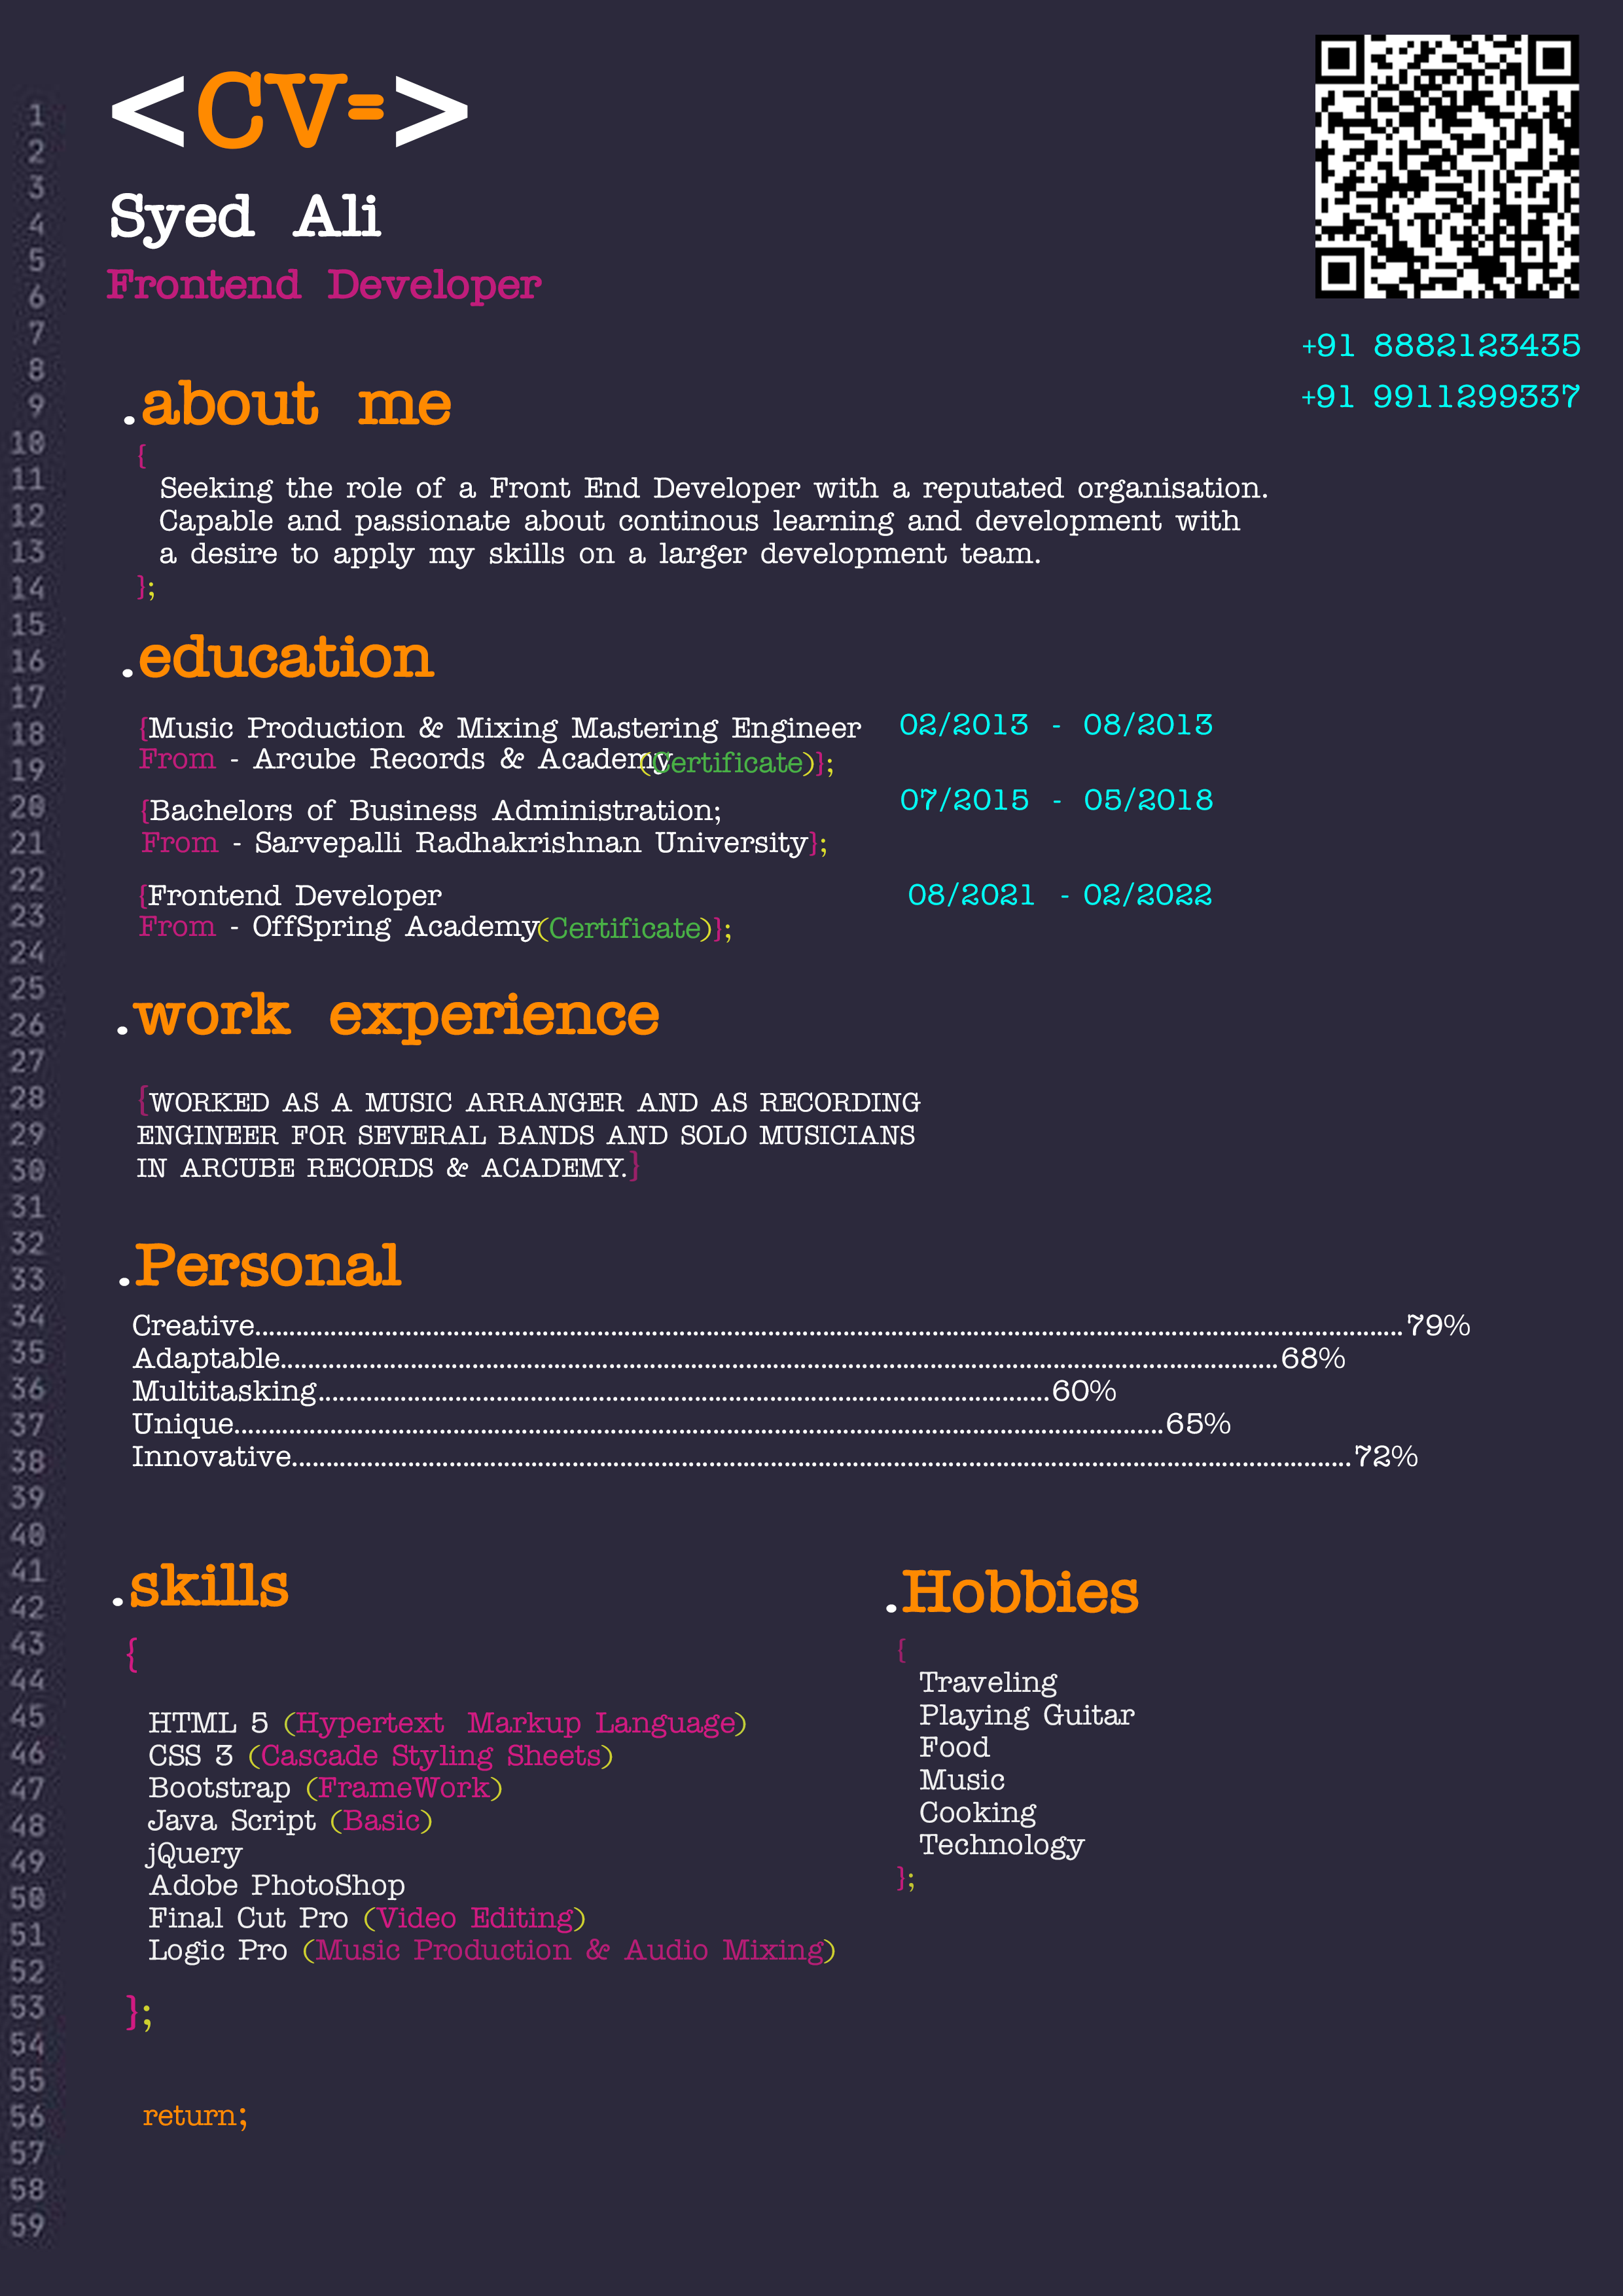 <CV=>
Syed Ali
Frontend Developer
+91 8882123435
+91 9911299337
.about me
{
Seeking the role of a Front End Developer with a reputated organisation.
Capable and passionate about continous learning and development with
a desire to apply my skills on a larger development team.
};
.education
{Music Production & Mixing Mastering Engineer 02/2013 - 08/2013
From - Arcube Records & Academy(Certificate)};
{Bachelors of Business Administration; 07/2015 - 05/2018
From - Sarvepalli Radhakrishnan University};
{Frontend Developer 08/2021 - 02/2022
From - OffSpring Academy(Certificate)};
.work experience
{WORKED AS A MUSIC ARRANGER AND AS RECORDING
ENGINEER FOR SEVERAL BANDS AND SOLO MUSICIANS
IN ARCUBE RECORDS & ACADEMY.}
.Personal
Creative........................................79%
Adaptable........................................68%
Multitasking........................................60%
Unique........................................65%
Innovative........................................72%
.skills
{
HTML 5 (Hypertext Markup Language)
CSS 3 (Cascade Styling Sheets)
Bootstrap (FrameWork)
Java Script (Basic)
jQuery
Adobe PhotoShop
Final Cut Pro (Video Editing)
Logic Pro (Music Production & Audio Mixing)
};
.Hobbies
{
Traveling
Playing Guitar
Food
Music
Cooking
Technology
};
return;
1
2
3
4
5
6
7
8
9
10
11
12
13
14
15
16
17
18
19
20
21
22
23
24
25
26
27
28
29
30
31
32
33
34
35
36
37
38
39
40
41
42
43
44
45
46
47
48
49
50
51
52
53
54
55
56
57
58
59